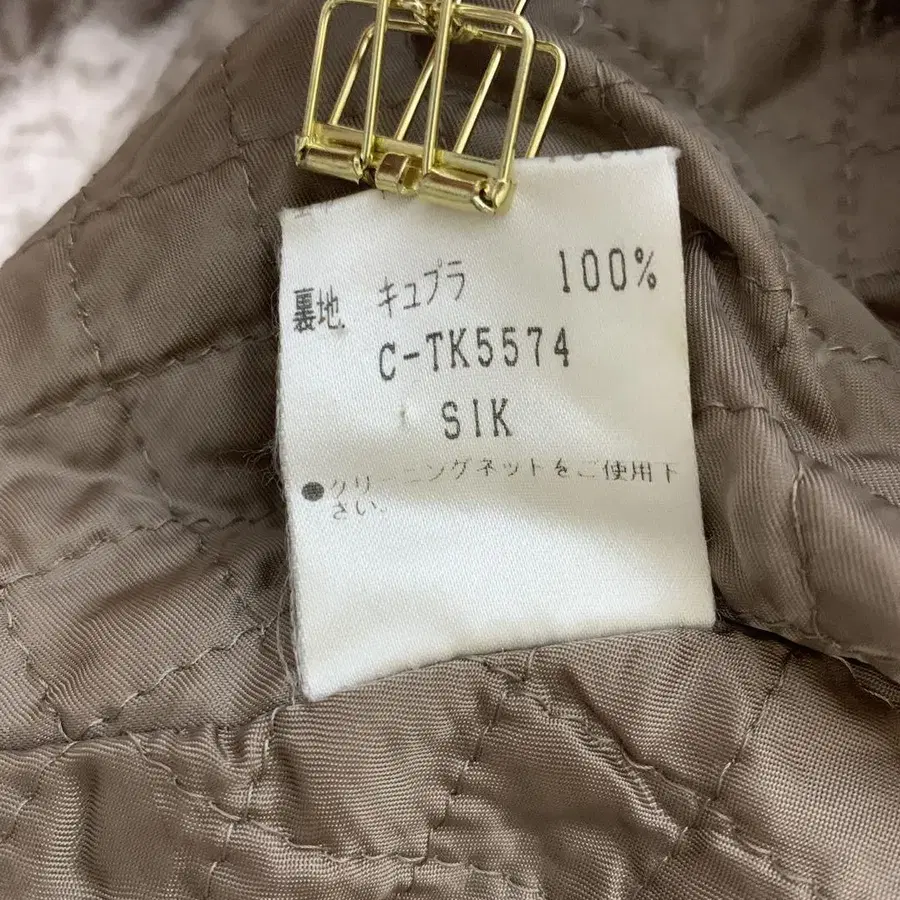 裏地 キュプラ 100%
C-TK5574
SIK
●クリーニングネットをご使用下
さい。